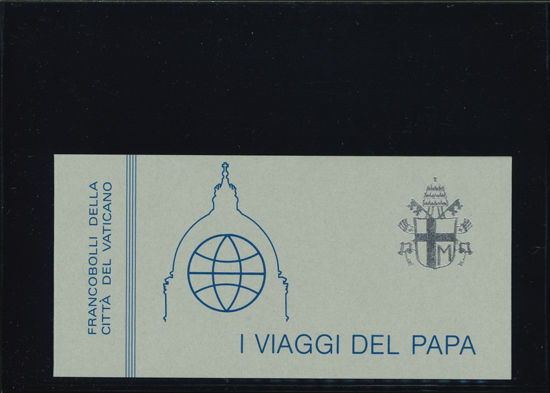 FRANCOBOLLI DELLA
CITTÀ DEL VATICANO
I VIAGGI DEL PAPA
M